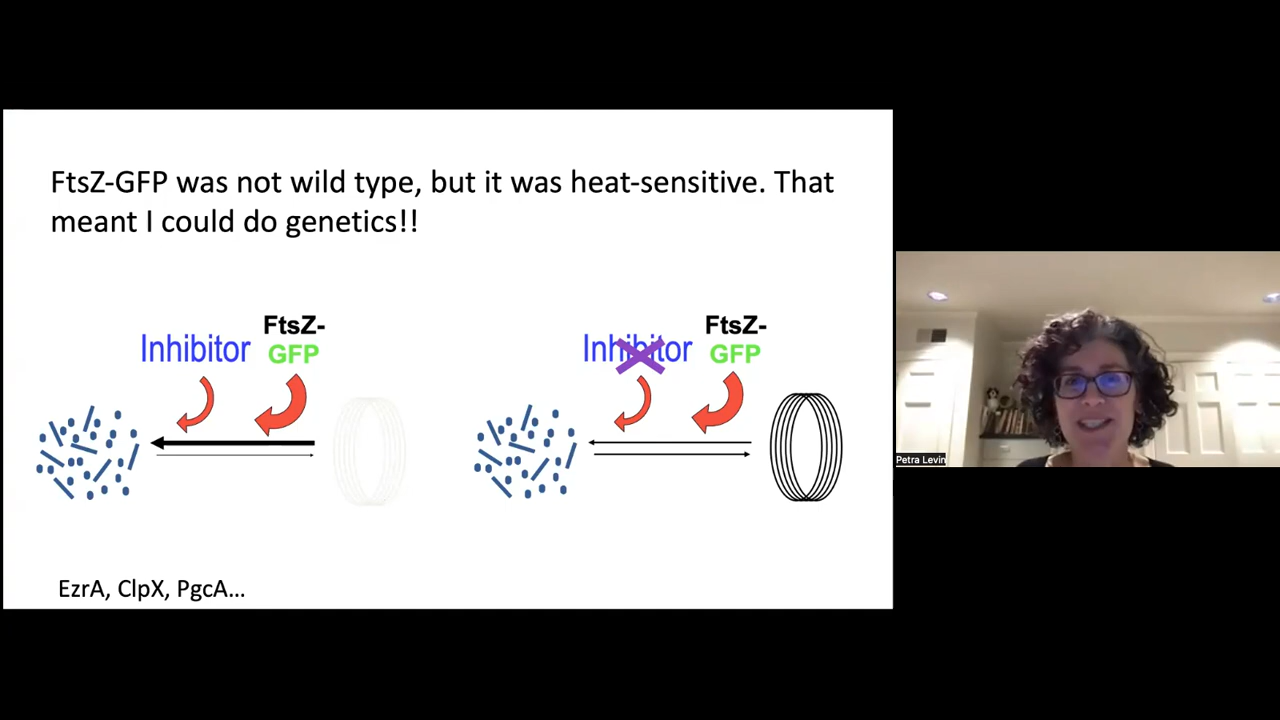 FtsZ-GFP was not wild type, but it was heat-sensitive. That
meant I could do genetics!!
Inhibitor
FtsZ-
GFP
Inhibitor
FtsZ-
GFP
EzrA, ClpX, PgcA...
Petra Levin